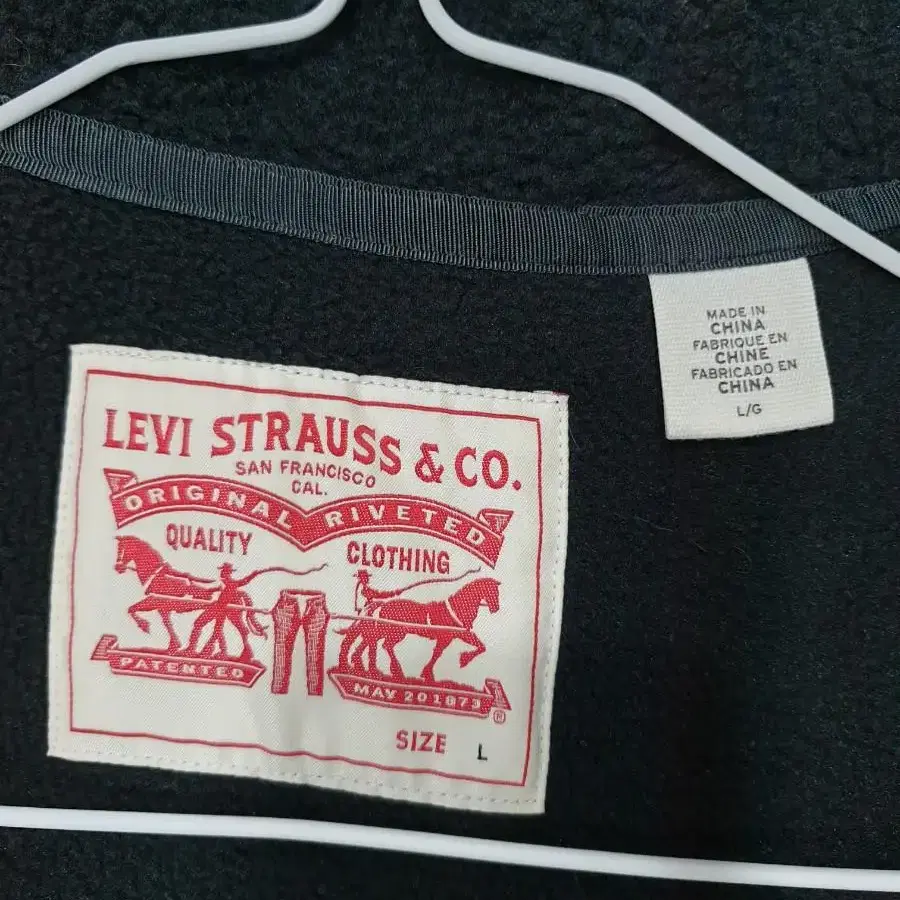 LEVI STRAUSS & CO.
SAN FRANCISCO
CAL.
ORIGINAL RIVETED
QUALITY CLOTHING
PATENTED MAY 20 1873
®
SIZE L
MADE IN
CHINA
FABRIQUE EN
CHINE
FABRICADO EN
CHINA
L/G